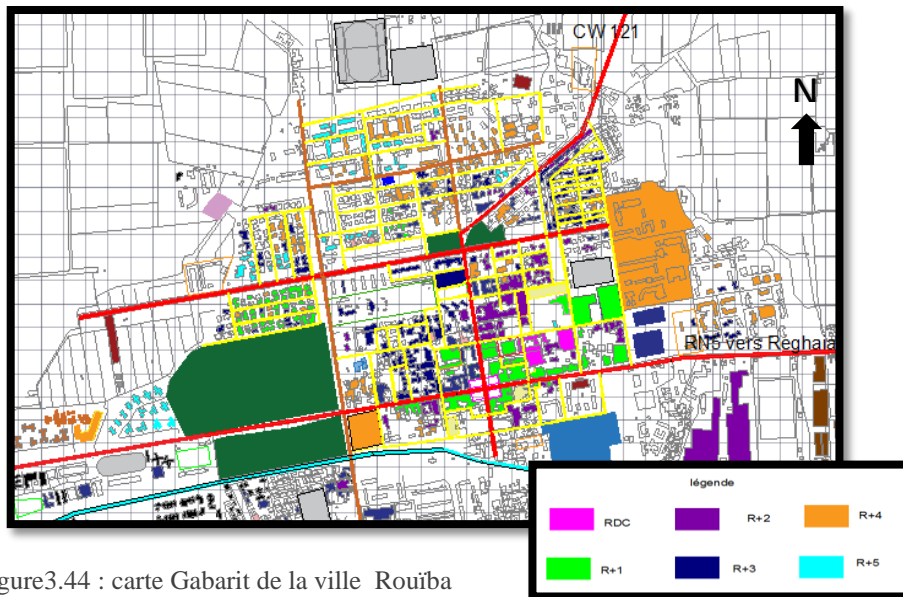 CW 121
N
RN5 vers Reghaia
légende
RDC
R+2
R+4
R+1
R+3
R+5
gure3.44 : carte Gabarit de la ville Rouïba